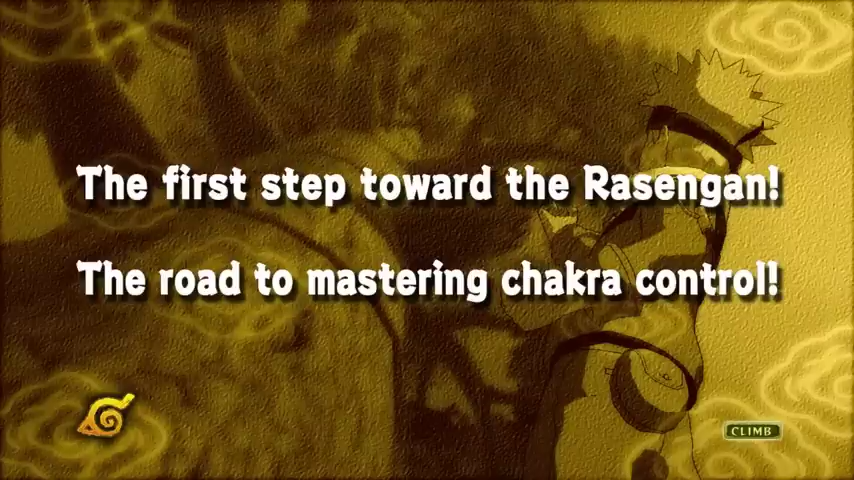 The first step toward the Rasengan!
The road to mastering chakra control!
CLIMB